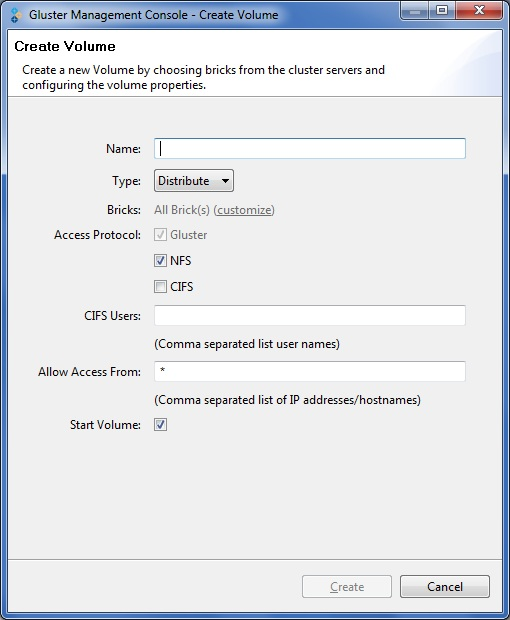 Gluster Management Console - Create Volume
Create Volume
Create a new Volume by choosing bricks from the cluster servers and
configuring the volume properties.
Name:
Type: Distribute
Bricks: All Brick(s) (customize)
Access Protocol: Gluster
NFS
CIFS
CIFS Users:
(Comma separated list user names)
Allow Access From: *
(Comma separated list of IP addresses/hostnames)
Start Volume:
Create Cancel